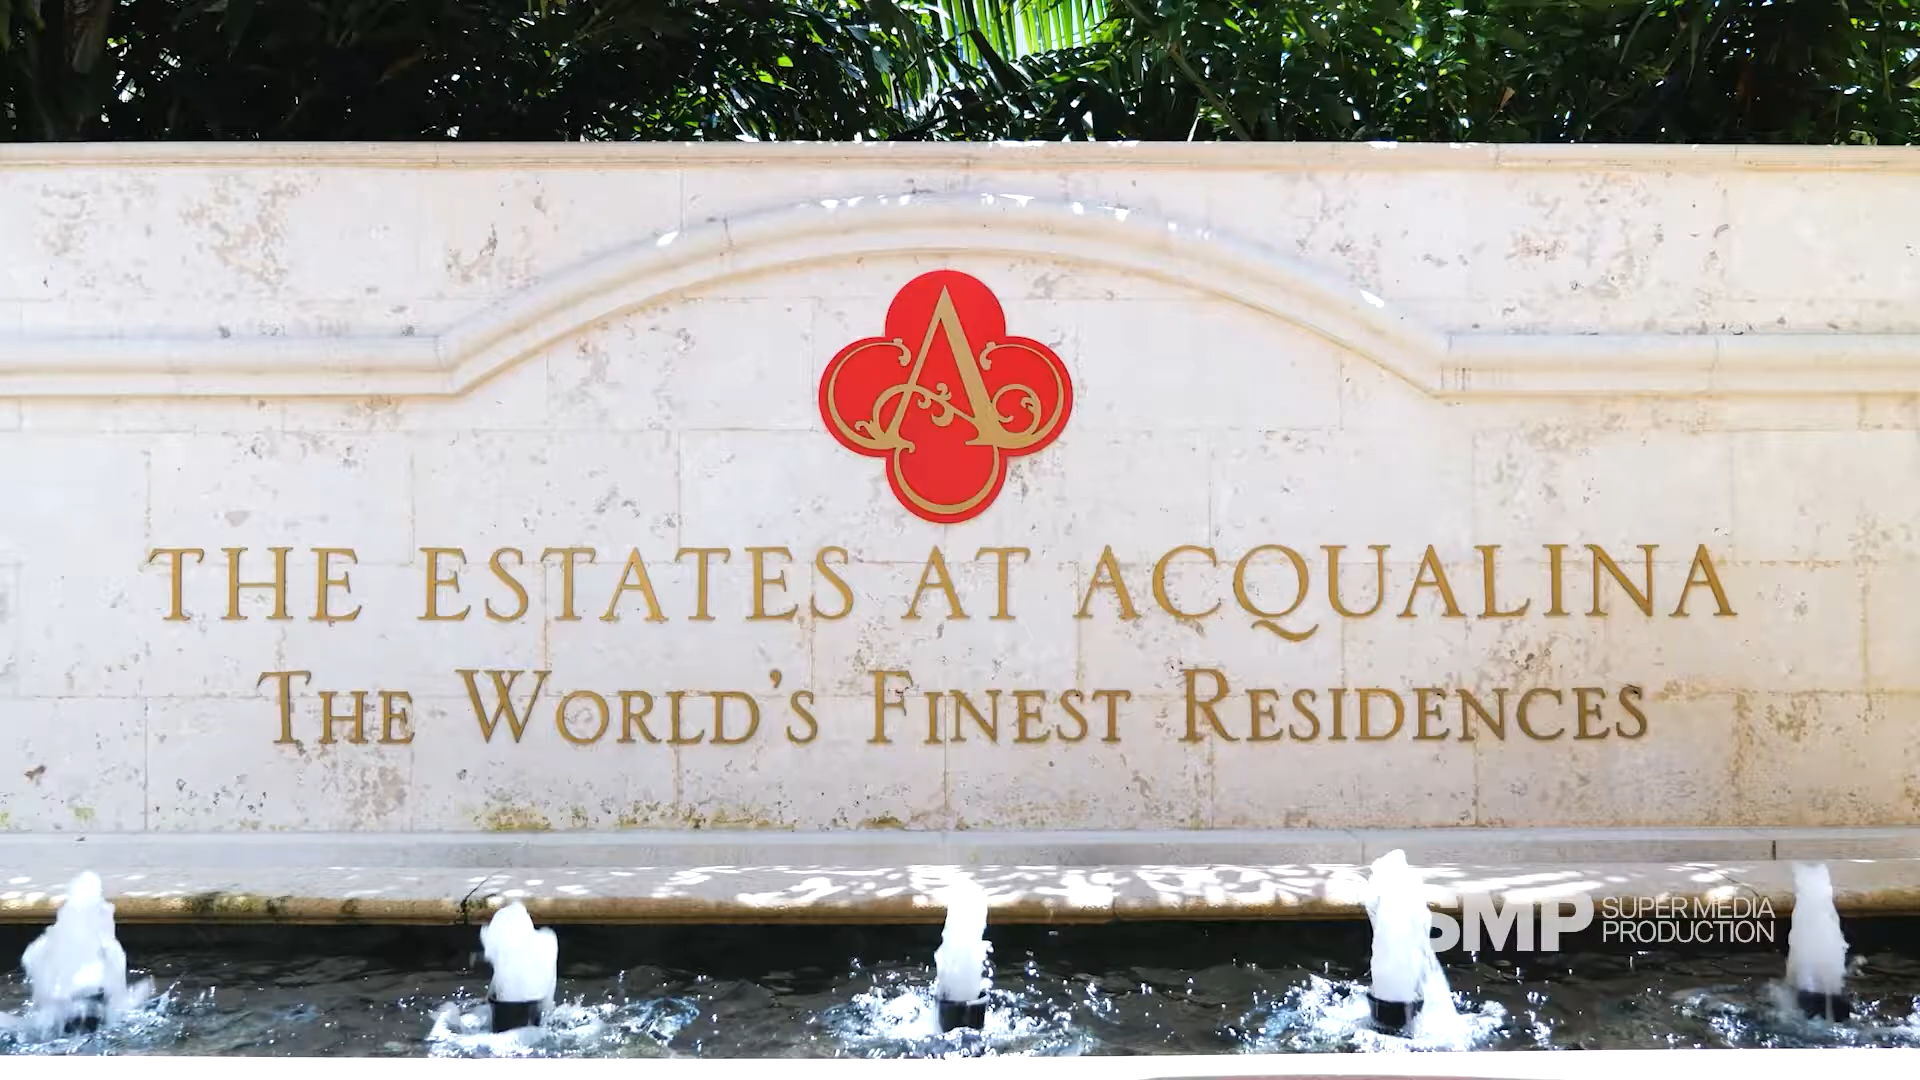 A
THE ESTATES AT ACQUALINA
THE WORLD'S FINEST RESIDENCES
SMP SUPER MEDIA
PRODUCTION